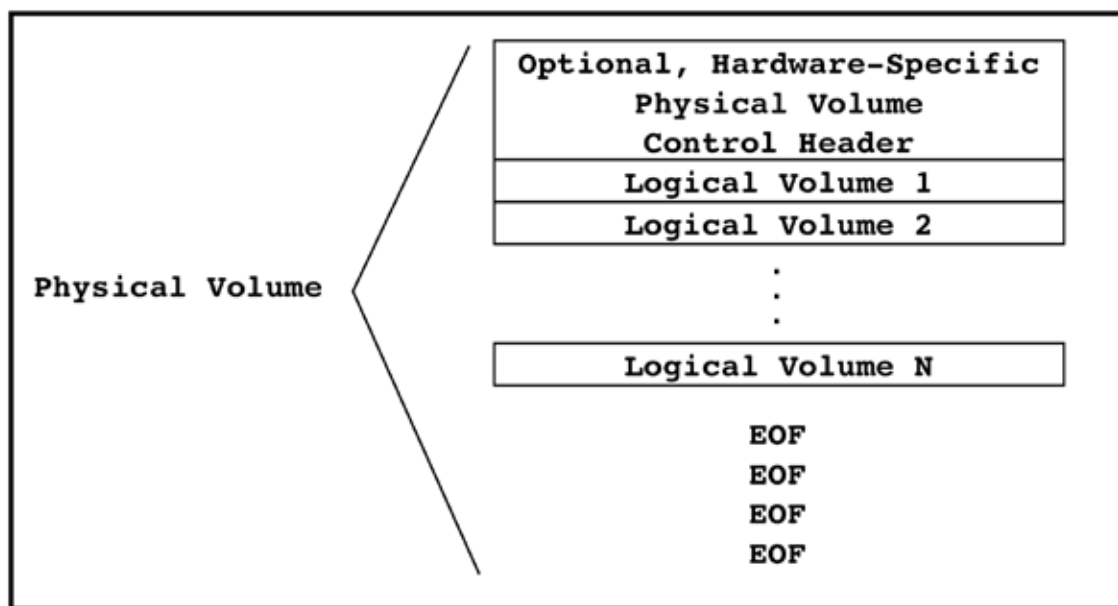 Optional, Hardware-Specific
Physical Volume
Control Header
Logical Volume 1
Logical Volume 2
.
.
.
Physical Volume
Logical Volume N
EOF
EOF
EOF
EOF